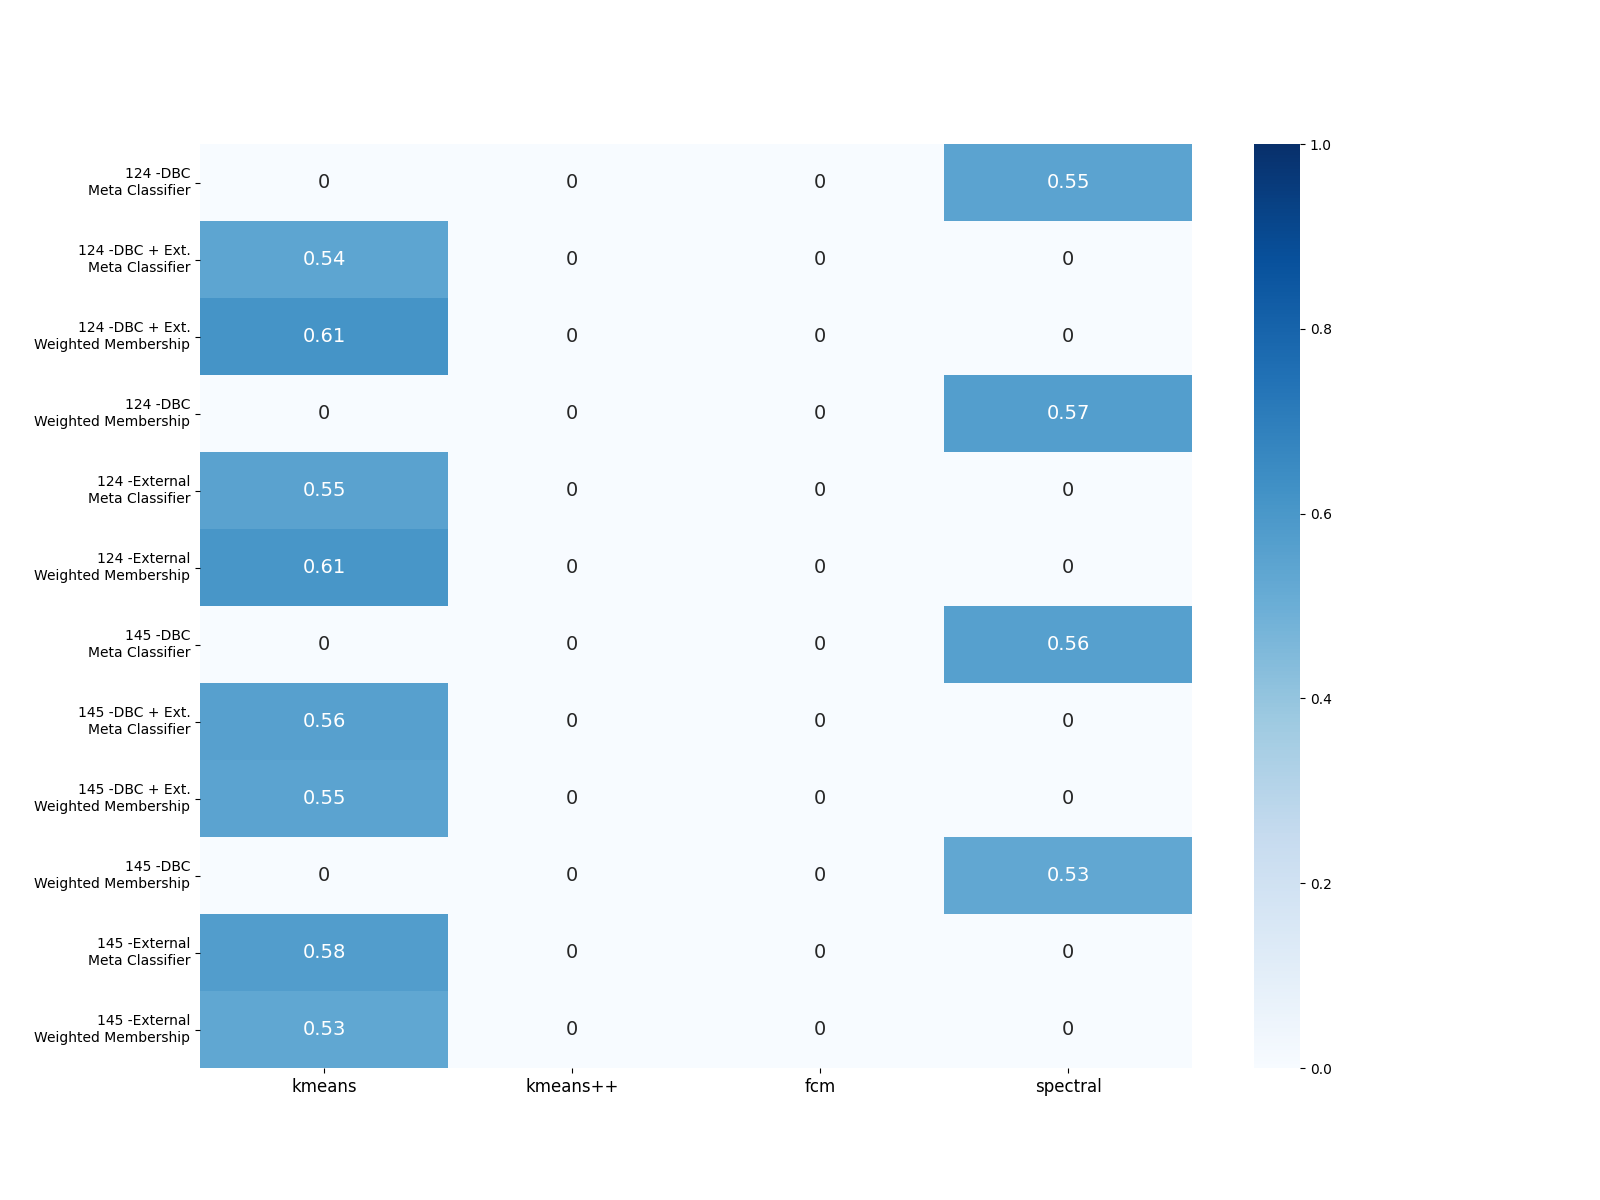 124 -DBC
Meta Classifier
0 0 0 0.55
124 -DBC + Ext.
Meta Classifier
0.54 0 0 0
124 -DBC + Ext.
Weighted Membership
0.61 0 0 0
124 -DBC
Weighted Membership
0 0 0 0.57
124 -External
Meta Classifier
0.55 0 0 0
124 -External
Weighted Membership
0.61 0 0 0
145 -DBC
Meta Classifier
0 0 0 0.56
145 -DBC + Ext.
Meta Classifier
0.56 0 0 0
145 -DBC + Ext.
Weighted Membership
0.55 0 0 0
145 -DBC
Weighted Membership
0 0 0 0.53
145 -External
Meta Classifier
0.58 0 0 0
145 -External
Weighted Membership
0.53 0 0 0
kmeans kmeans++ fcm spectral
1.0
0.8
0.6
0.4
0.2
0.0